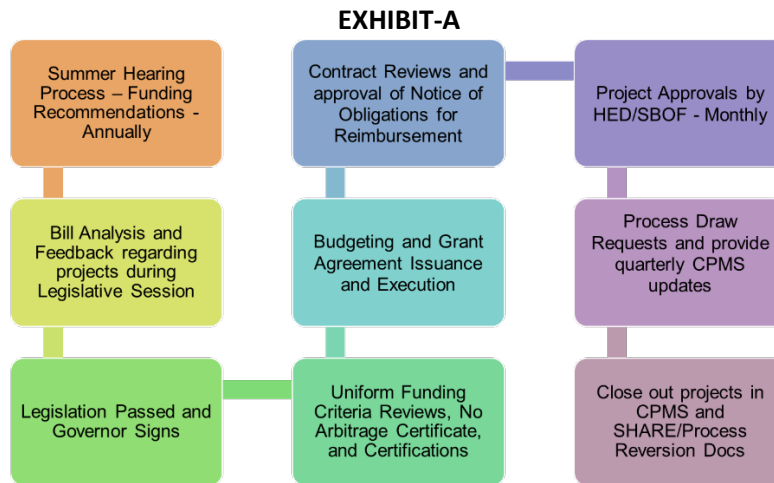 EXHIBIT-A
Summer Hearing
Process – Funding
Recommendations -
Annually
Bill Analysis and
Feedback regarding
projects during
Legislative Session
Legislation Passed and
Governor Signs
Uniform Funding
Criteria Reviews, No
Arbitrage Certificate,
and Certifications
Budgeting and Grant
Agreement Issuance
and Execution
Contract Reviews and
approval of Notice of
Obligations for
Reimbursement
Project Approvals by
HED/SBOF - Monthly
Process Draw
Requests and provide
quarterly CPMS
updates
Close out projects in
CPMS and
SHARE/Process
Reversion Docs